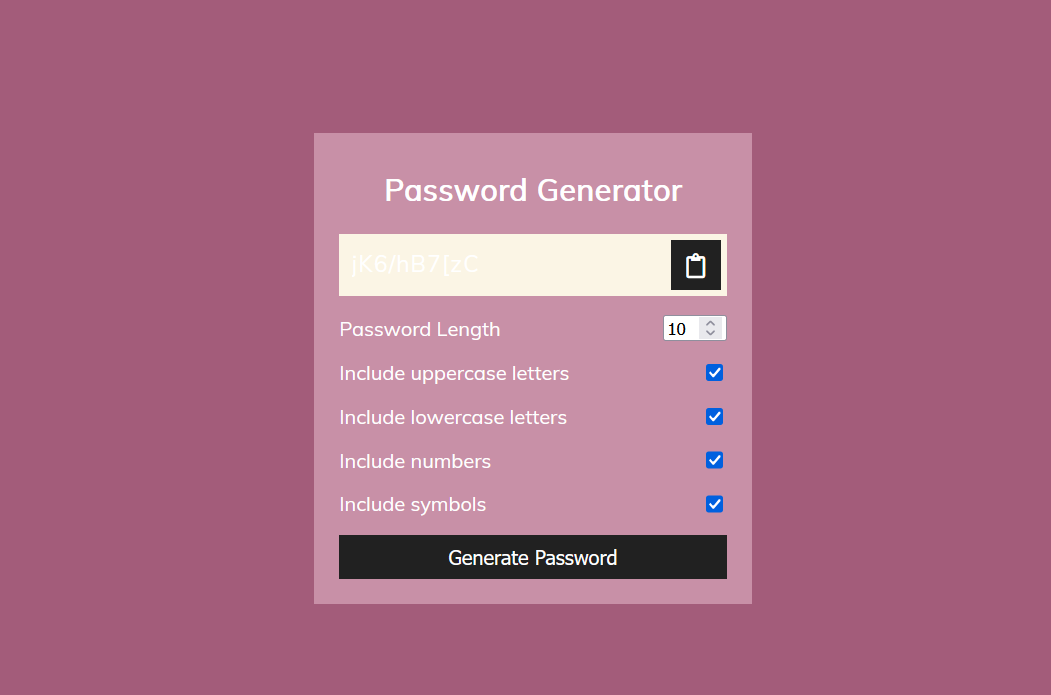 Password Generator
jK6/hB7[zC
Password Length
10
Include uppercase letters
Include lowercase letters
Include numbers
Include symbols
Generate Password